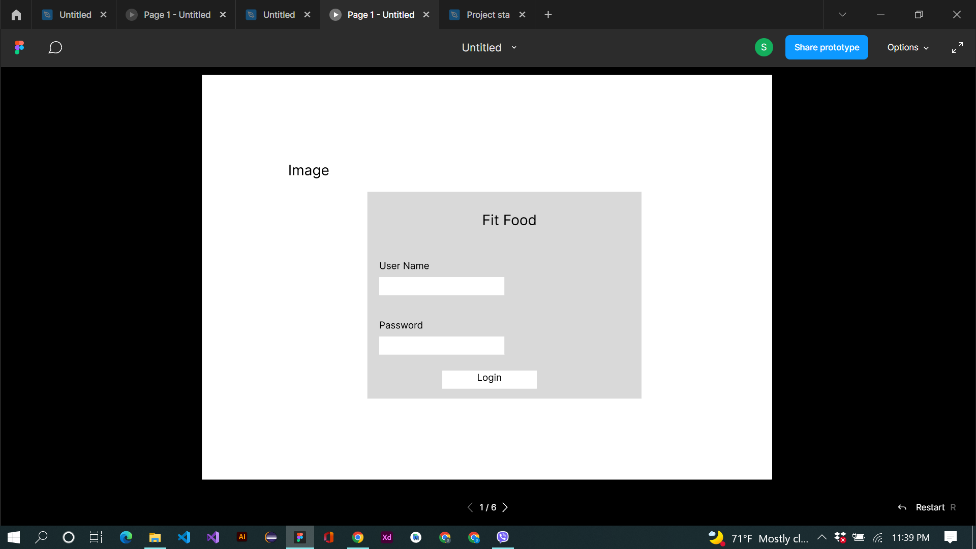 Untitled
Page 1 - Untitled
Untitled
Page 1 - Untitled
Project sta
Untitled
S
Share prototype
Options
Image
Fit Food
User Name
Password
Login
1 / 6
Restart R
Ai
Xd
71°F Mostly cl...
11:39 PM